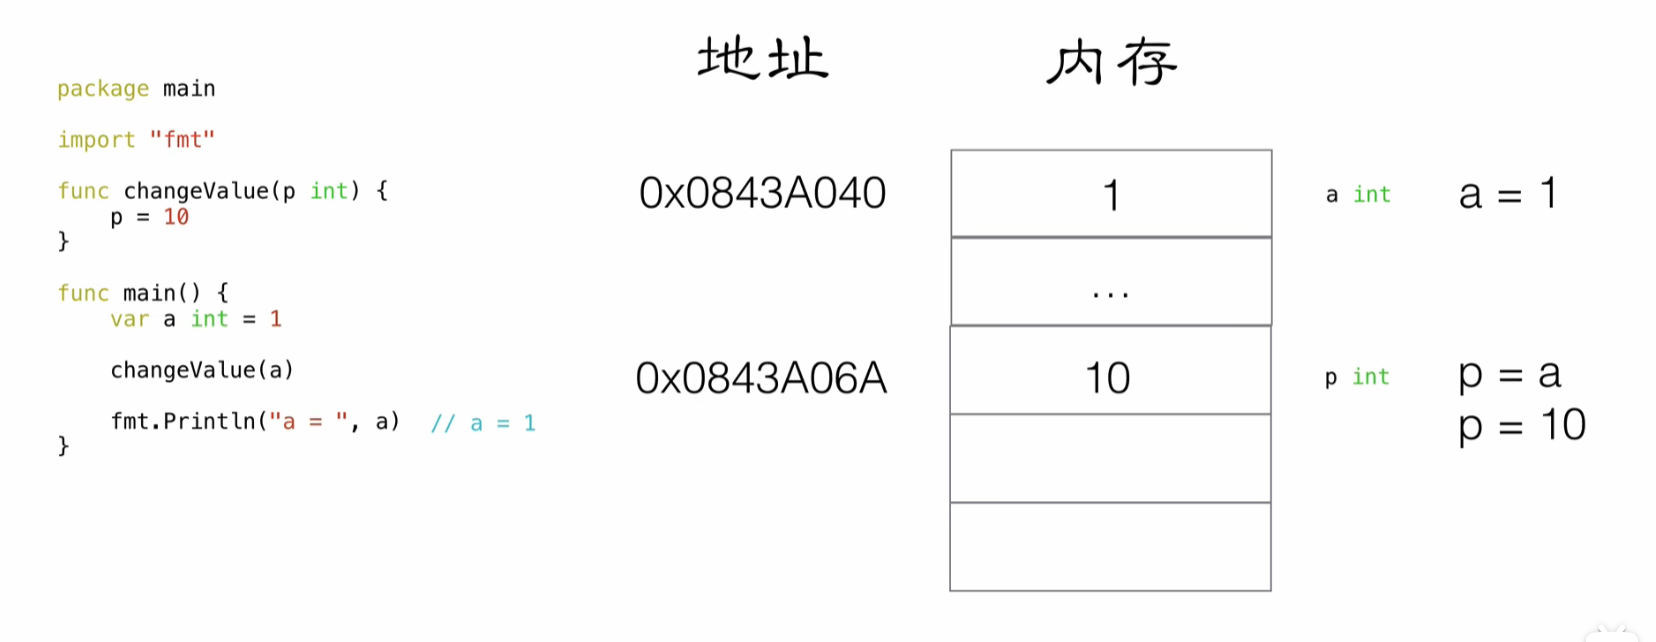 package main
import "fmt"
func changeValue(p int) {
    p = 10
}
func main() {
    var a int = 1
    changeValue(a)
    fmt.Println("a = ", a)  // a = 1
}
地址
内存
0x0843A040
1
a int
a = 1
...
0x0843A06A
10
p int
p = a
p = 10